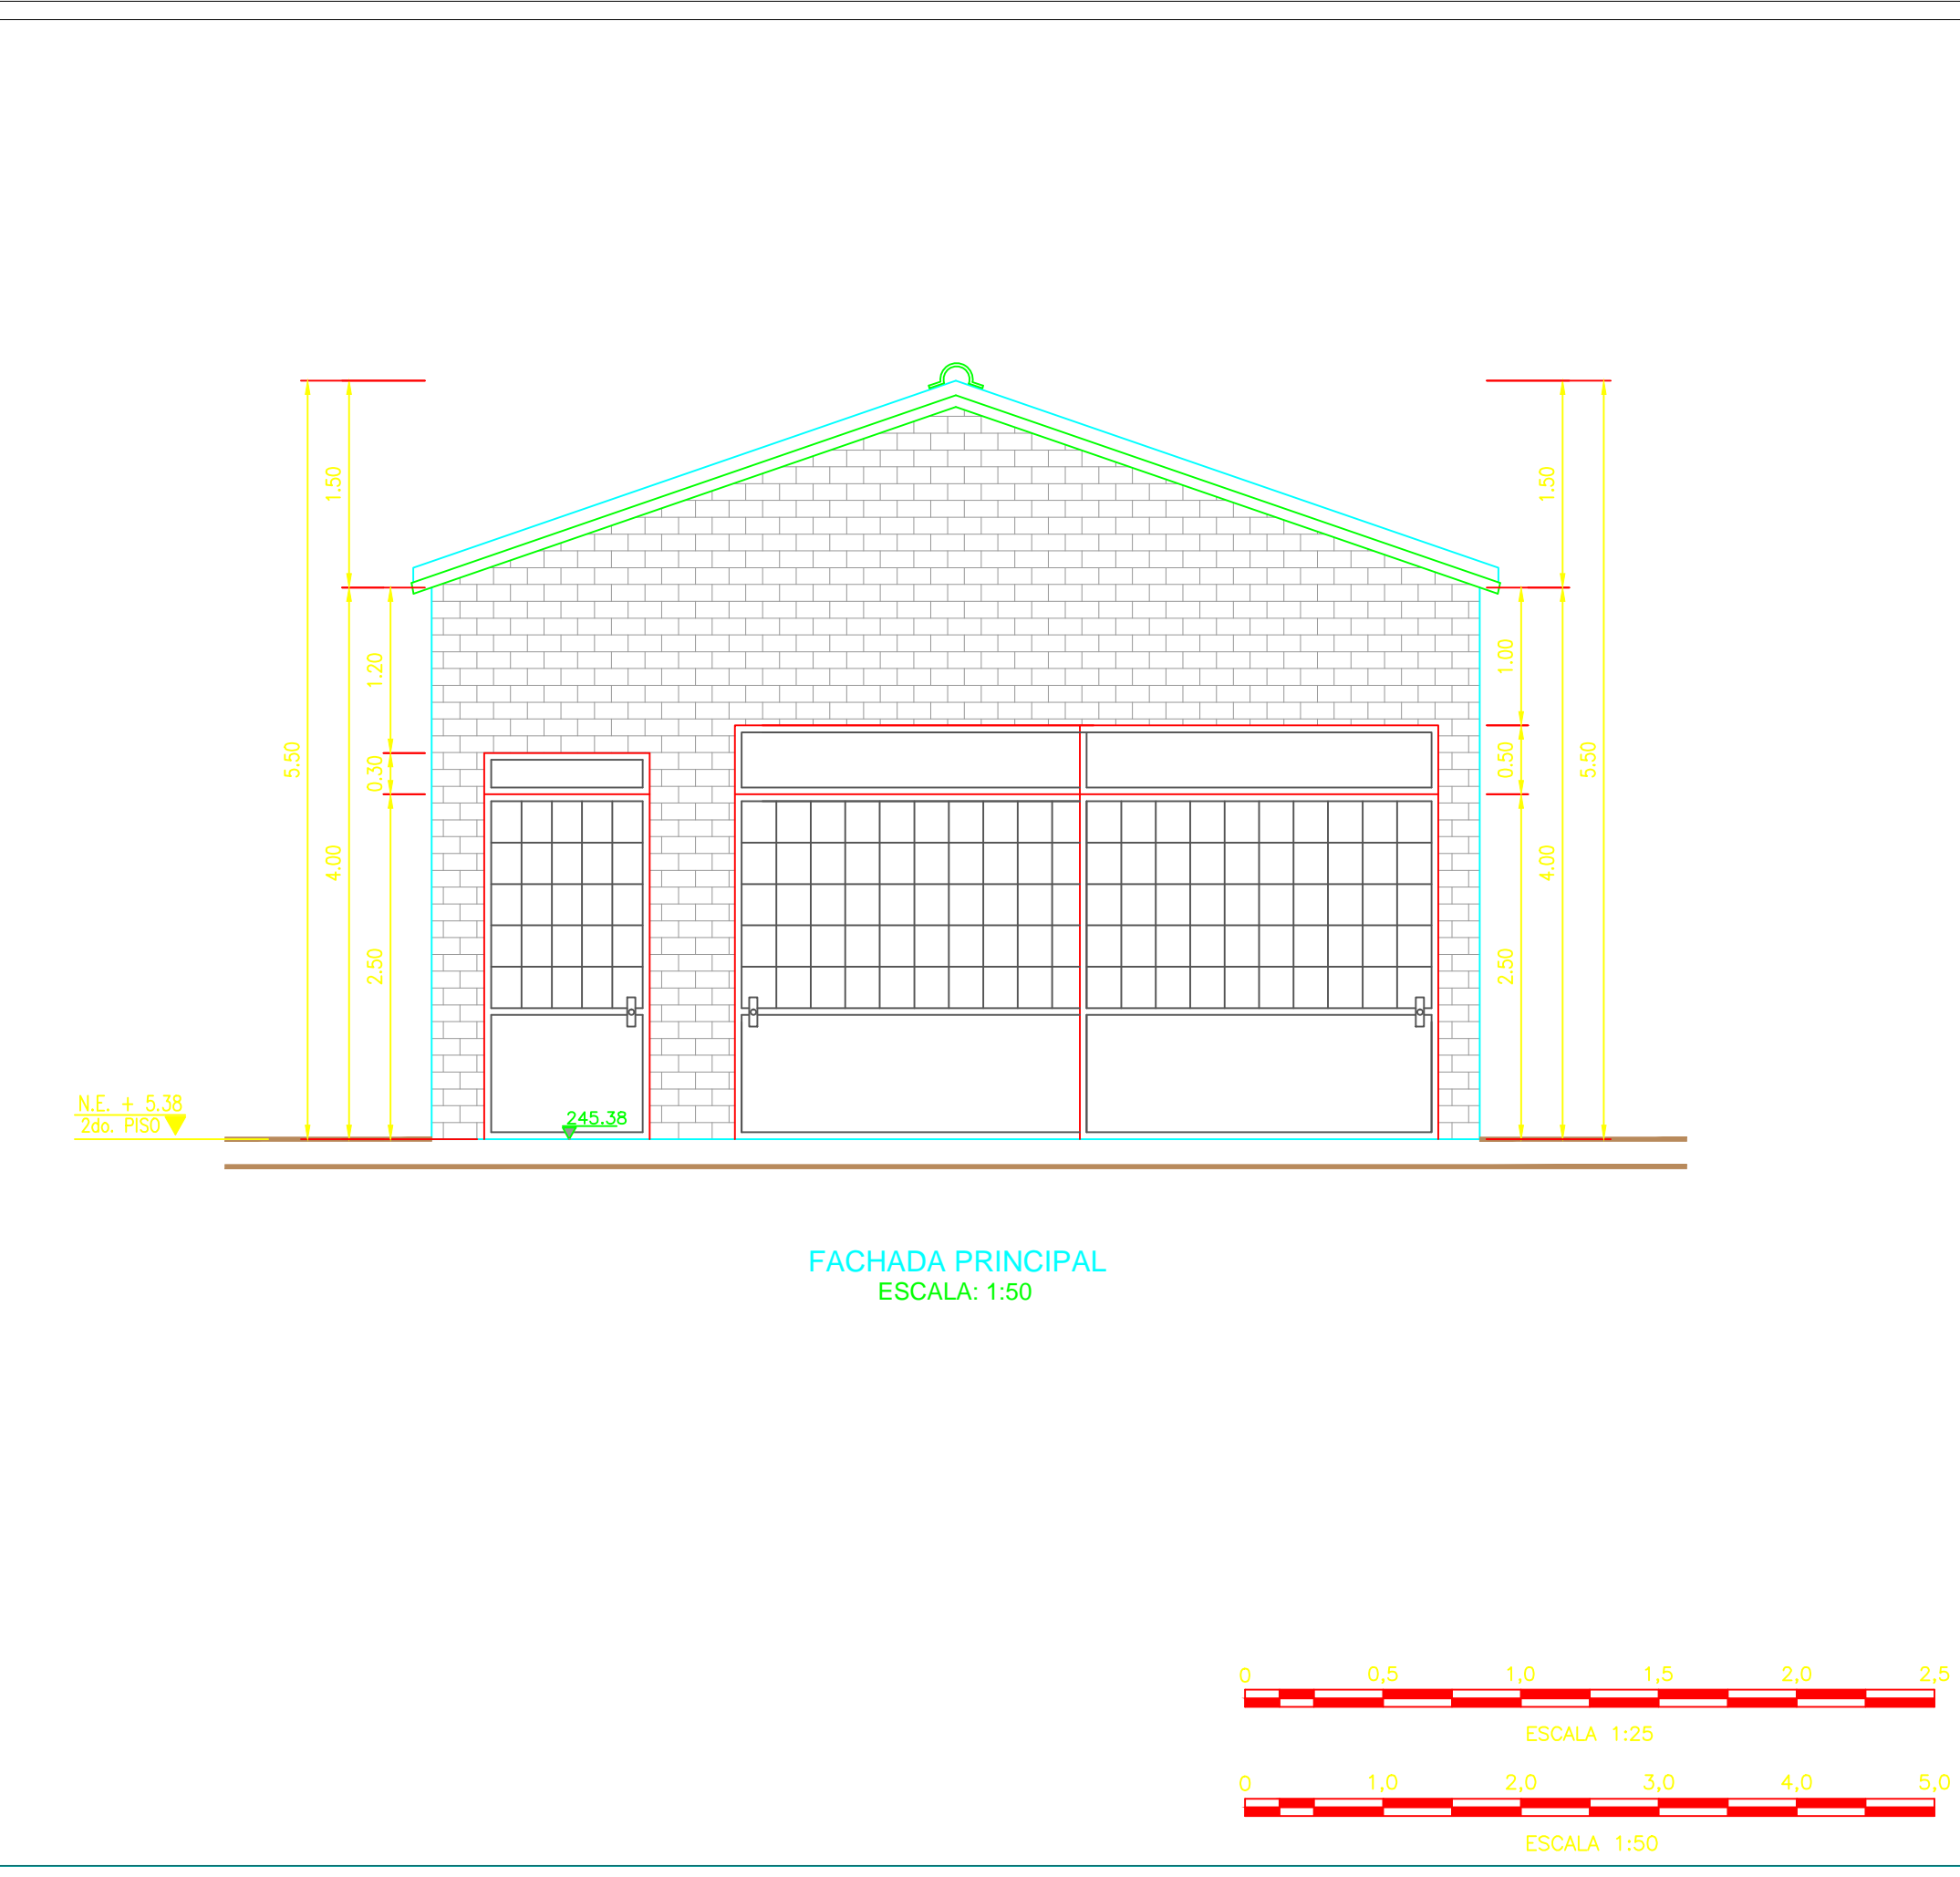 1.50
1.50
1.20
1.00
5.50
0.30
0.50
5.50
4.00
4.00
2.50
2.50
N.E. + 5.38
2do. PISO
245.38
FACHADA PRINCIPAL
ESCALA: 1:50
0 0,5 1,0 1,5 2,0 2,5
ESCALA 1:25
0 1,0 2,0 3,0 4,0 5,0
ESCALA 1:50